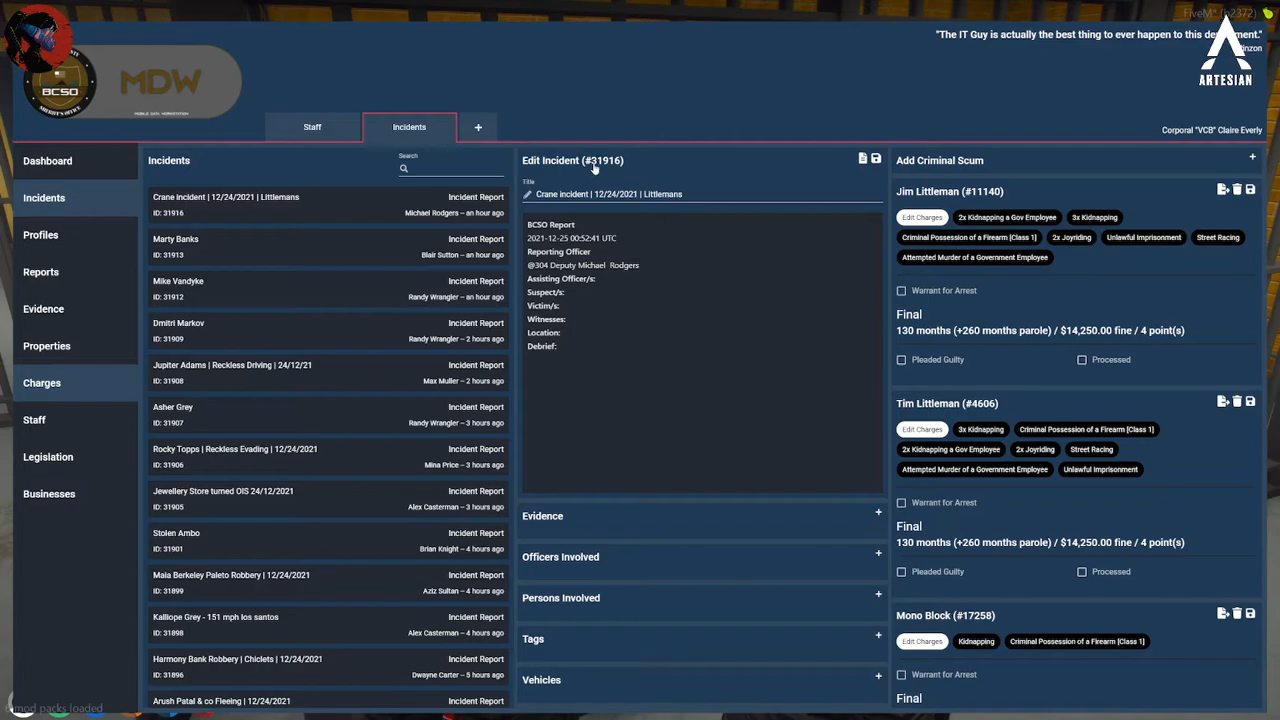 FiveM* (b2372)
"The IT Guy is actually the best thing to ever happen to this department."
ARTESIAN
BCSO
SHERIFF'S OFFICE
MDW
MOBILE DATA WORKSTATION
Staff
Incidents
+
Corporal "VCB" Claire Everly
Dashboard
Incidents
Profiles
Reports
Evidence
Properties
Charges
Staff
Legislation
Businesses
Incidents
Search
Crane incident | 12/24/2021 | Littlemans Incident Report
ID: 31916 Michael Rodgers – an hour ago
Marty Banks Incident Report
ID: 31913 Blair Sutton – an hour ago
Mike Vandyke Incident Report
ID: 31912 Randy Wrangler – an hour ago
Dmitri Markov Incident Report
ID: 31909 Randy Wrangler – 2 hours ago
Jupiter Adams | Reckless Driving | 24/12/21 Incident Report
ID: 31908 Max Muller – 2 hours ago
Asher Grey Incident Report
ID: 31907 Randy Wrangler – 3 hours ago
Rocky Topps | Reckless Evading | 12/24/2021 Incident Report
ID: 31906 Mina Price – 3 hours ago
Jewellery Store turned OIS 24/12/2021 Incident Report
ID: 31905 Alex Casterman – 3 hours ago
Stolen Ambo Incident Report
ID: 31901 Brian Knight – 4 hours ago
Maia Berkeley Paleto Robbery | 12/24/2021 Incident Report
ID: 31899 Aziz Sultan – 4 hours ago
Kalliope Grey - 151 mph los santos Incident Report
ID: 31898 Alex Casterman – 4 hours ago
Harmony Bank Robbery | Chiclets | 12/24/2021 Incident Report
ID: 31896 Dwayne Carter – 5 hours ago
Arush Patal & co Fleeing | 12/24/2021 Incident Report
Edit Incident (#31916)
Title
Crane incident | 12/24/2021 | Littlemans
BCSO Report
2021-12-25 00:52:41 UTC
Reporting Officer
@304 Deputy Michael Rodgers
Assisting Officer/s:
Suspect/s:
Victim/s:
Witnesses:
Location:
Debrief:
Evidence +
Officers Involved +
Persons Involved +
Tags +
Vehicles +
Add Criminal Scum +
Jim Littleman (#11140)
Edit Charges 2x Kidnapping a Gov Employee 3x Kidnapping
Criminal Possession of a Firearm [Class 1] 2x Joyriding Unlawful Imprisonment Street Racing
Attempted Murder of a Government Employee
Warrant for Arrest
Final
130 months (+260 months parole) / $14,250.00 fine / 4 point(s)
Pleaded Guilty Processed
Tim Littleman (#4606)
Edit Charges 3x Kidnapping Criminal Possession of a Firearm [Class 1]
2x Kidnapping a Gov Employee 2x Joyriding Street Racing
Attempted Murder of a Government Employee Unlawful Imprisonment
Warrant for Arrest
Final
130 months (+260 months parole) / $14,250.00 fine / 4 point(s)
Pleaded Guilty Processed
Mono Block (#17258)
Edit Charges Kidnapping Criminal Possession of a Firearm [Class 1]
Warrant for Arrest
Final
mod packs loaded